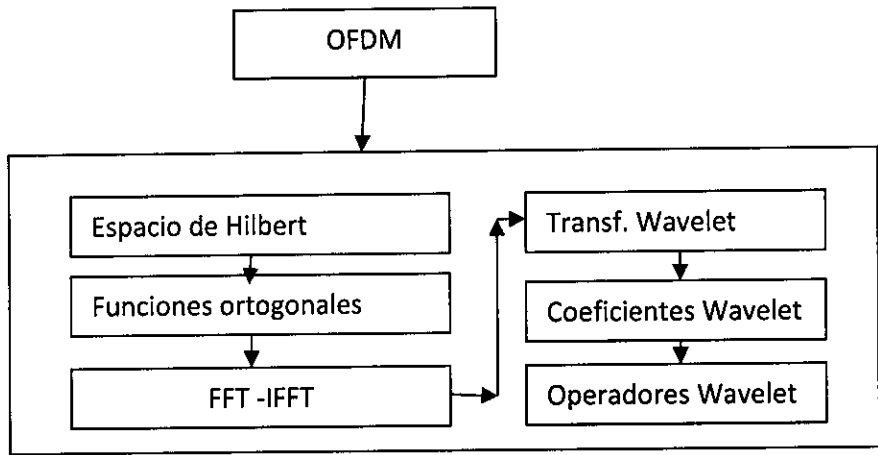 OFDM
Espacio de Hilbert
Funciones ortogonales
FFT -IFFT
Transf. Wavelet
Coeficientes Wavelet
Operadores Wavelet